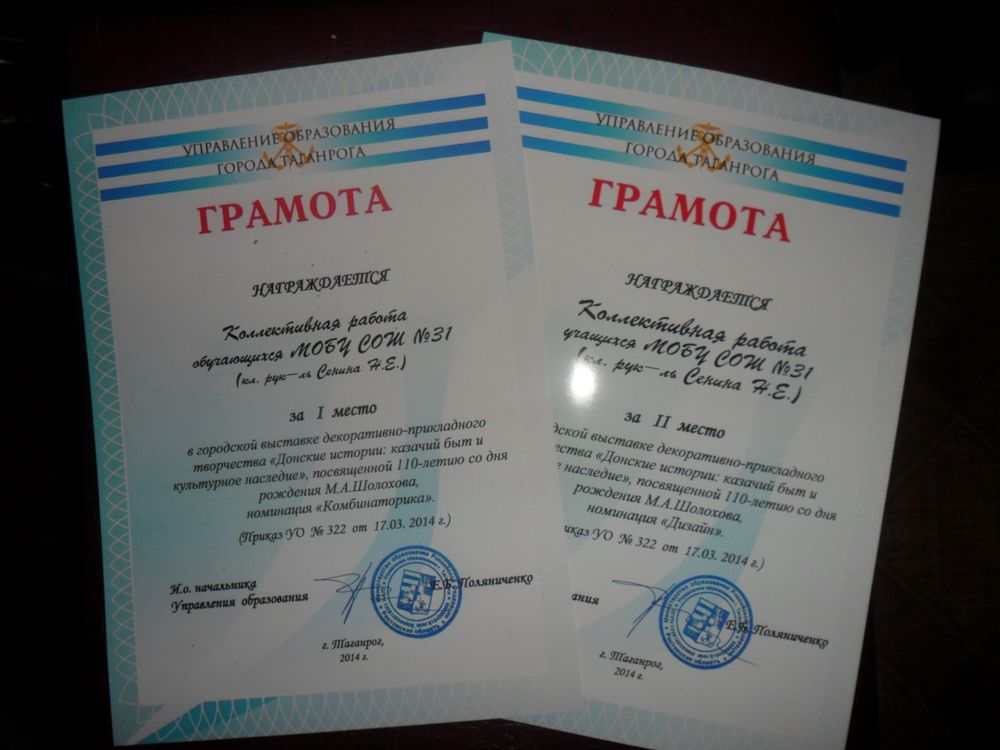 УПРАВЛЕНИЕ ОБРАЗОВАНИЯ
ГОРОДА ТАГАНРОГА
ГРАМОТА
НАГРАЖДАЕТСЯ
Коллективная работа
обучающихся МОБУ СОШ №31
(кл. рук-ль Сенина Н.Е.)
за I место
в городской выставке декоративно-прикладного
творчества «Донские истории: казачий быт и
культурное наследие», посвященной 110-летию со дня
рождения М.А.Шолохова,
номинация «Комбинаторика».
(Приказ УО № 322 от 17.03. 2014 г.)
И.о. начальника
Управления образования
Е.Б. Поляниченко
г. Таганрог,
2014 г.
УПРАВЛЕНИЕ ОБРАЗОВАНИЯ
ГОРОДА ТАГАНРОГА
ГРАМОТА
НАГРАЖДАЕТСЯ
Коллективная работа
учащихся МОБУ СОШ №31
(кл. рук-ль Сенина Н.Е.)
за II место
дской выставке декоративно-прикладного
ества «Донские истории: казачий быт и
е наследие», посвященной 110-летию со дня
рождения М.А.Шолохова,
номинация «Дизайн».
иказ УО № 322 от 17.03. 2014 г.)
ания
Е.Б. Поляниченко
г. Таганрог,
2014 г.